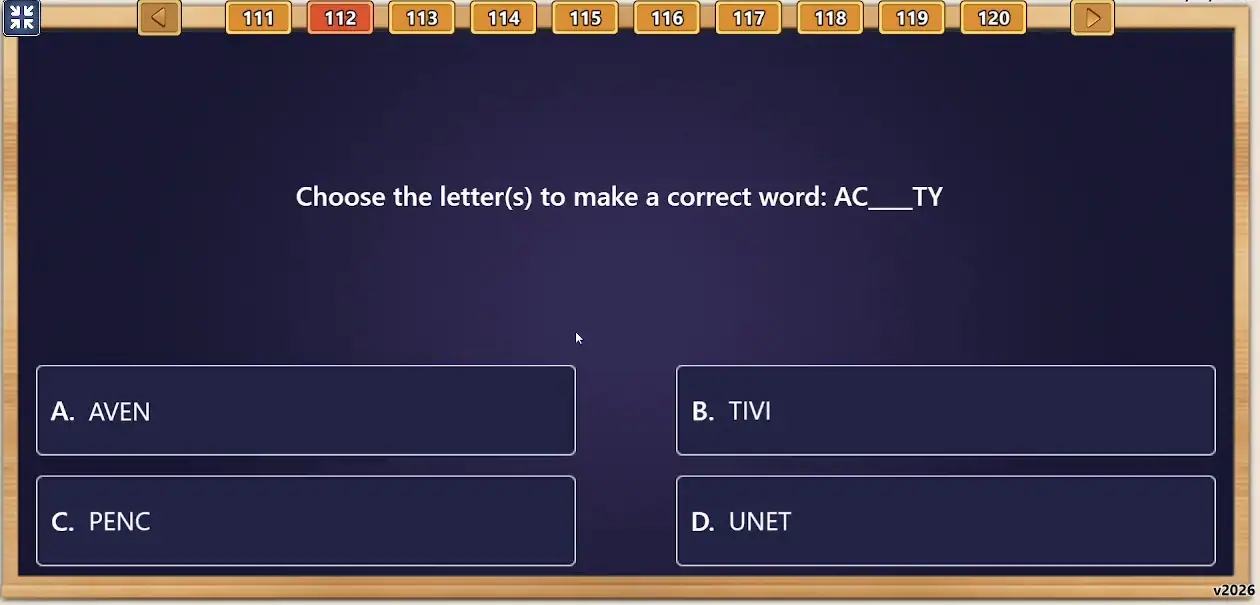 111 112 113 114 115 116 117 118 119 120
Choose the letter(s) to make a correct word: AC____TY
A. AVEN
B. TIVI
C. PENC
D. UNET
v2026